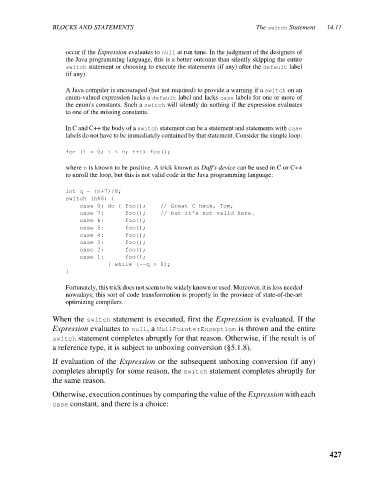 BLOCKS AND STATEMENTS The switch Statement 14.11
occur if the Expression evaluates to null at run time. In the judgment of the designers of
the Java programming language, this is a better outcome than silently skipping the entire
switch statement or choosing to execute the statements (if any) after the default label
(if any).
A Java compiler is encouraged (but not required) to provide a warning if a switch on an
enum-valued expression lacks a default label and lacks case labels for one or more of
the enum's constants. Such a switch will silently do nothing if the expression evaluates
to one of the missing constants.
In C and C++ the body of a switch statement can be a statement and statements with case
labels do not have to be immediately contained by that statement. Consider the simple loop:
for (i = 0; i < n; ++i) foo();
where n is known to be positive. A trick known as Duff's device can be used in C or C++
to unroll the loop, but this is not valid code in the Java programming language:
int q = (n+7)/8;
switch (n%8) {
case 0: do { foo(); // Great C hack, Tom,
case 7: foo(); // but it's not valid here.
case 6: foo();
case 5: foo();
case 4: foo();
case 3: foo();
case 2: foo();
case 1: foo();
} while (--q > 0);
}
Fortunately, this trick does not seem to be widely known or used. Moreover, it is less needed
nowadays; this sort of code transformation is properly in the province of state-of-the-art
optimizing compilers.
When the switch statement is executed, first the Expression is evaluated. If the
Expression evaluates to null, a NullPointerException is thrown and the entire
switch statement completes abruptly for that reason. Otherwise, if the result is of
a reference type, it is subject to unboxing conversion (§5.1.8).
If evaluation of the Expression or the subsequent unboxing conversion (if any)
completes abruptly for some reason, the switch statement completes abruptly for
the same reason.
Otherwise, execution continues by comparing the value of the Expression with each
case constant, and there is a choice:
427